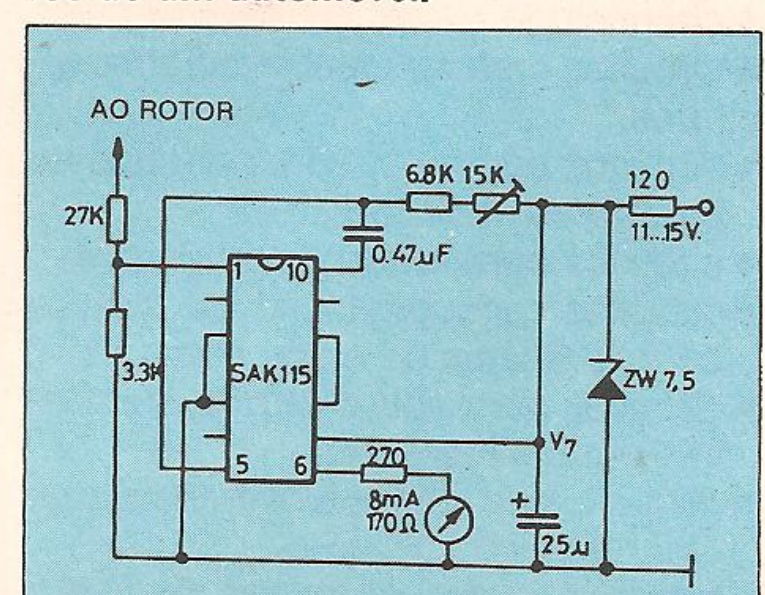 AO ROTOR
6.8K 15K
120
27K
11...15V.
0.47µF
1 10
3.3K
SAK115
ZW 7,5
V7
270
5 6
8mA
170Ω
+
25µ